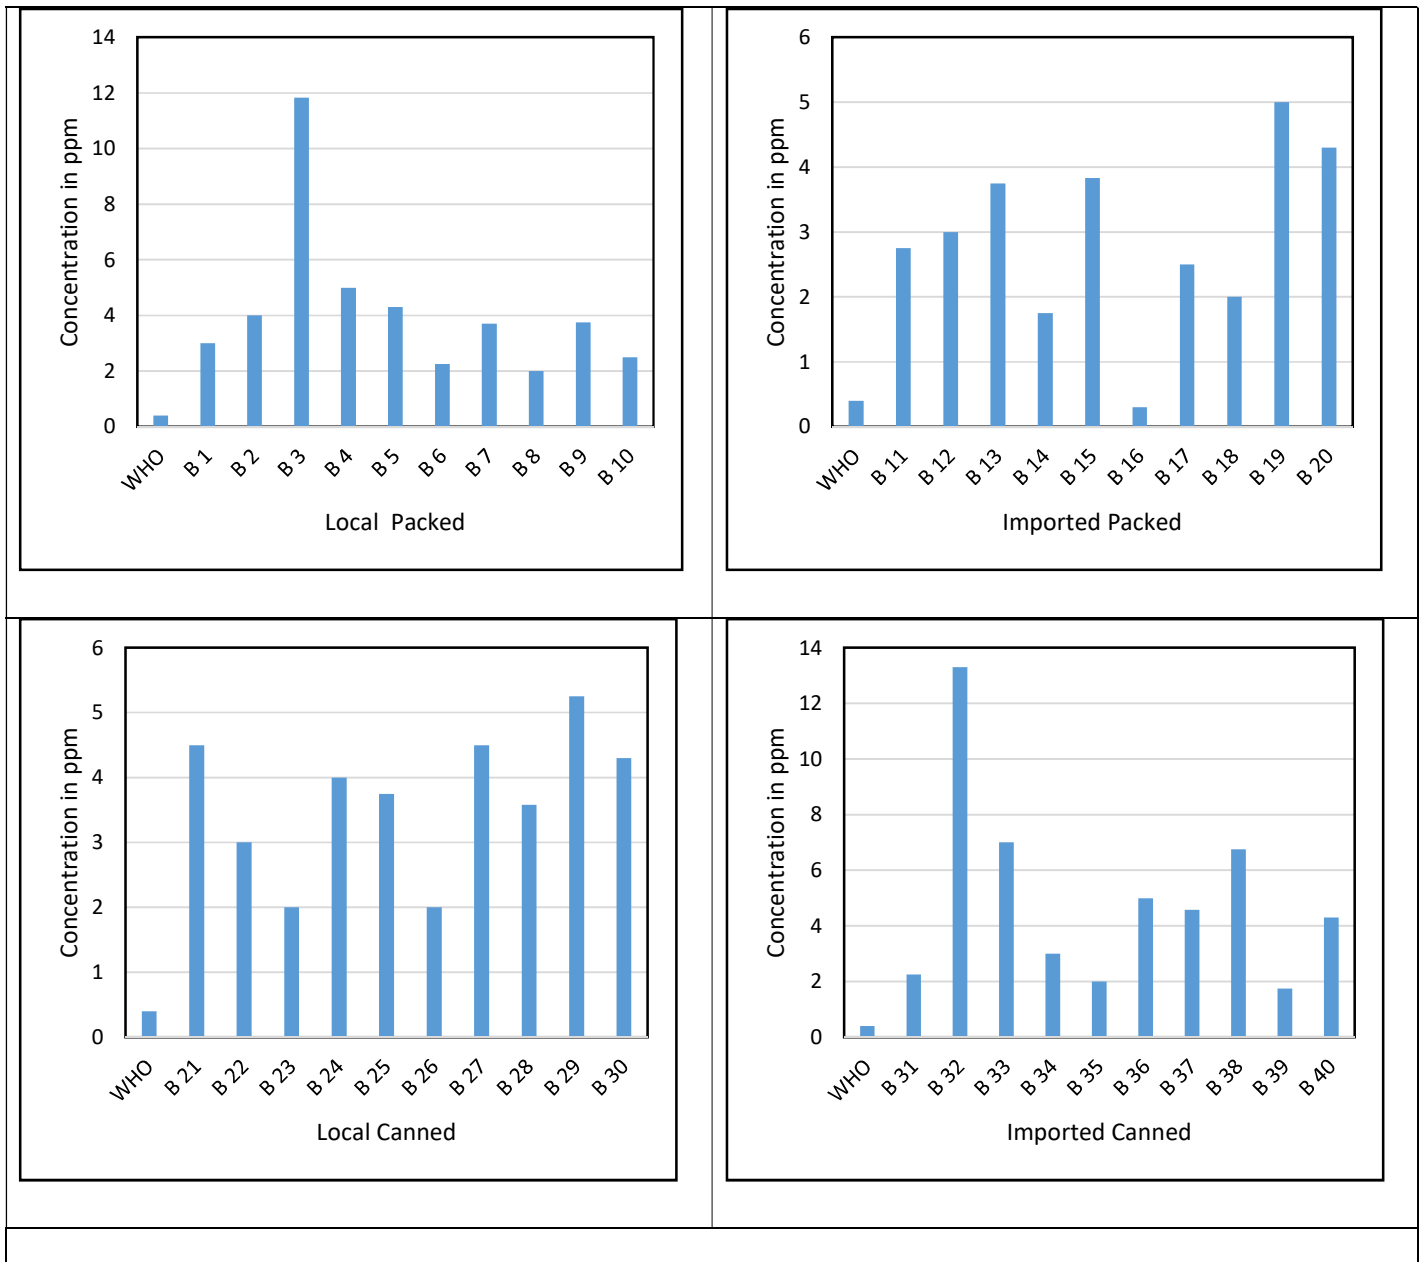 14
12
10
8
6
4
2
0
Concentration in ppm
WHO B 1 B 2 B 3 B 4 B 5 B 6 B 7 B 8 B 9 B 10
Local  Packed
6
5
4
3
2
1
0
Concentration in ppm
WHO B 11 B 12 B 13 B 14 B 15 B 16 B 17 B 18 B 19 B 20
Imported Packed
6
5
4
3
2
1
0
Concentration in ppm
WHO B 21 B 22 B 23 B 24 B 25 B 26 B 27 B 28 B 29 B 30
Local Canned
14
12
10
8
6
4
2
0
Concentration in ppm
WHO B 31 B 32 B 33 B 34 B 35 B 36 B 37 B 38 B 39 B 40
Imported Canned